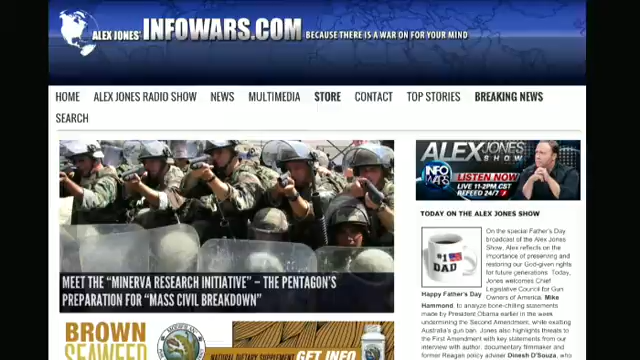 ALEX JONES' INFOWARS.COM BECAUSE THERE IS A WAR ON FOR YOUR MIND
HOME ALEX JONES RADIO SHOW NEWS MULTIMEDIA STORE CONTACT TOP STORIES BREAKING NEWS
SEARCH
MEET THE "MINERVA RESEARCH INITIATIVE" – THE PENTAGON'S
PREPARATION FOR "MASS CIVIL BREAKDOWN"
BROWN
SEAWEED
NATURAL DIETARY SUPPLEMENT GET INFO
ALEX JONES
SHOW
INFO
WARS
LISTEN NOW
LIVE 11-2PM CST
REFEED 24/7
TODAY ON THE ALEX JONES SHOW
#1
DAD
Happy Father's Day
On the special Father's Day
broadcast of the Alex Jones
Show, Alex reflects on the
importance of preserving and
restoring our God-given rights
for future generations. Today,
Jones welcomes Chief
Legislative Council for Gun
Owners of America, Mike
Hammond, to analyze bone-chilling statements
made by President Obama earlier in the week
undermining the Second Amendment, while exalting
Australia's gun ban. Jones also highlights threats to
the First Amendment with key statements from our
interview with author, documentary filmmaker and
former Reagan policy adviser Dinesh D'Souza, who